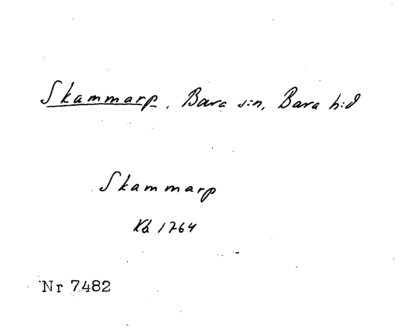 Skammarp, Bara s:n, Bara h:d
Skammarp
Kb 1764
Nr 7482